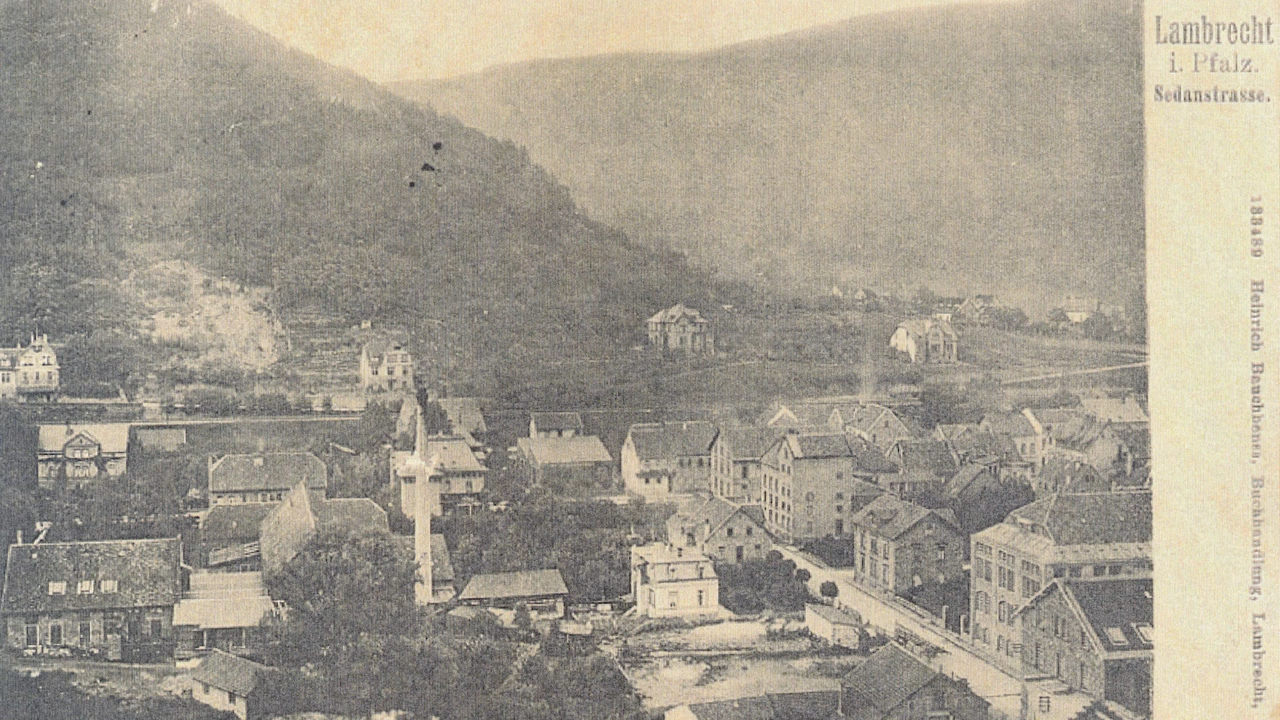 Lambrecht
i. Pfalz.
Sedanstrasse.
188489 Heinrich Bauchhenss, Buchhandlung, Lambrecht,